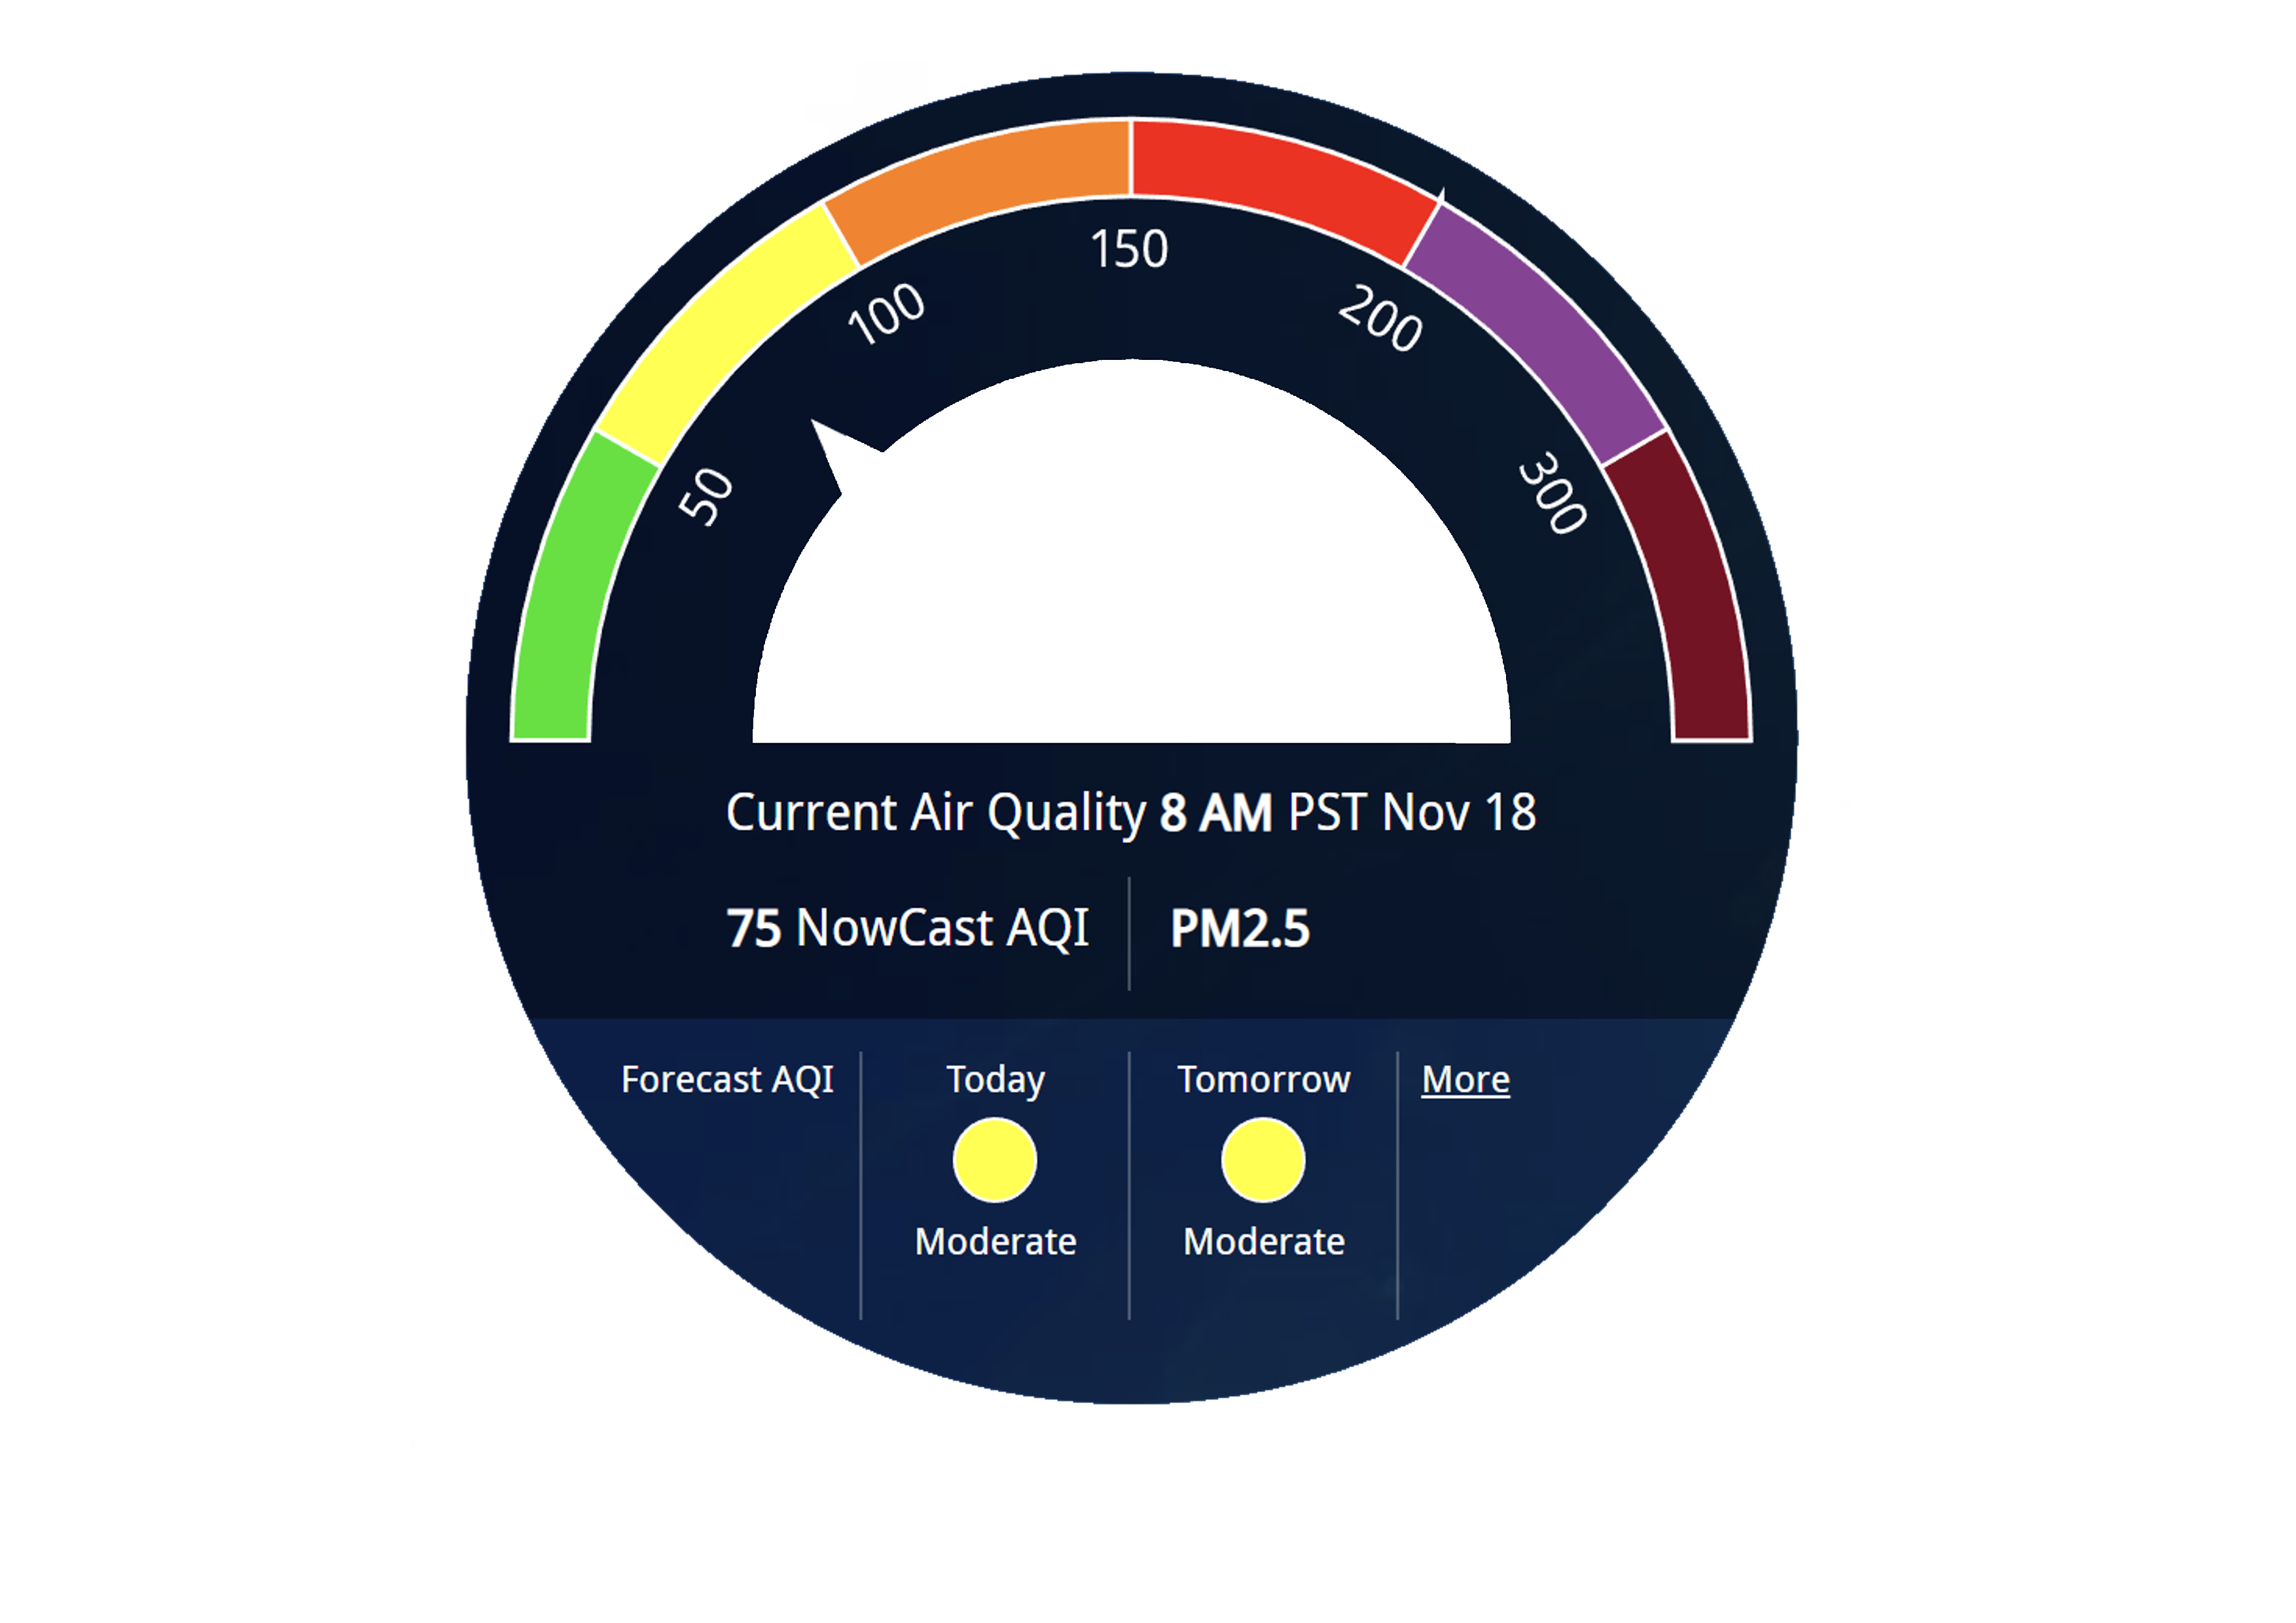 150
100
200
50
300
Current Air Quality 8 AM PST Nov 18
75 NowCast AQI PM2.5
Forecast AQI Today Tomorrow More
Moderate Moderate